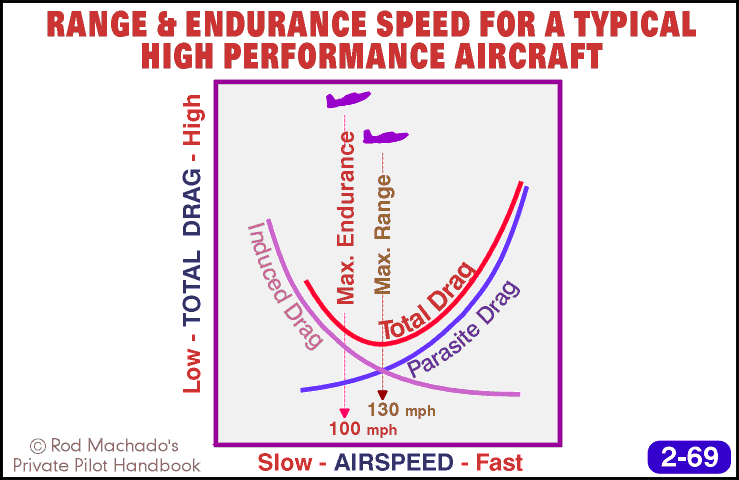 RANGE & ENDURANCE SPEED FOR A TYPICAL
HIGH PERFORMANCE AIRCRAFT
Low - TOTAL DRAG - High
Max. Endurance
Max. Range
Induced Drag
Total Drag
Parasite Drag
130 mph
100 mph
Slow - AIRSPEED - Fast
© Rod Machado's
Private Pilot Handbook
2-69